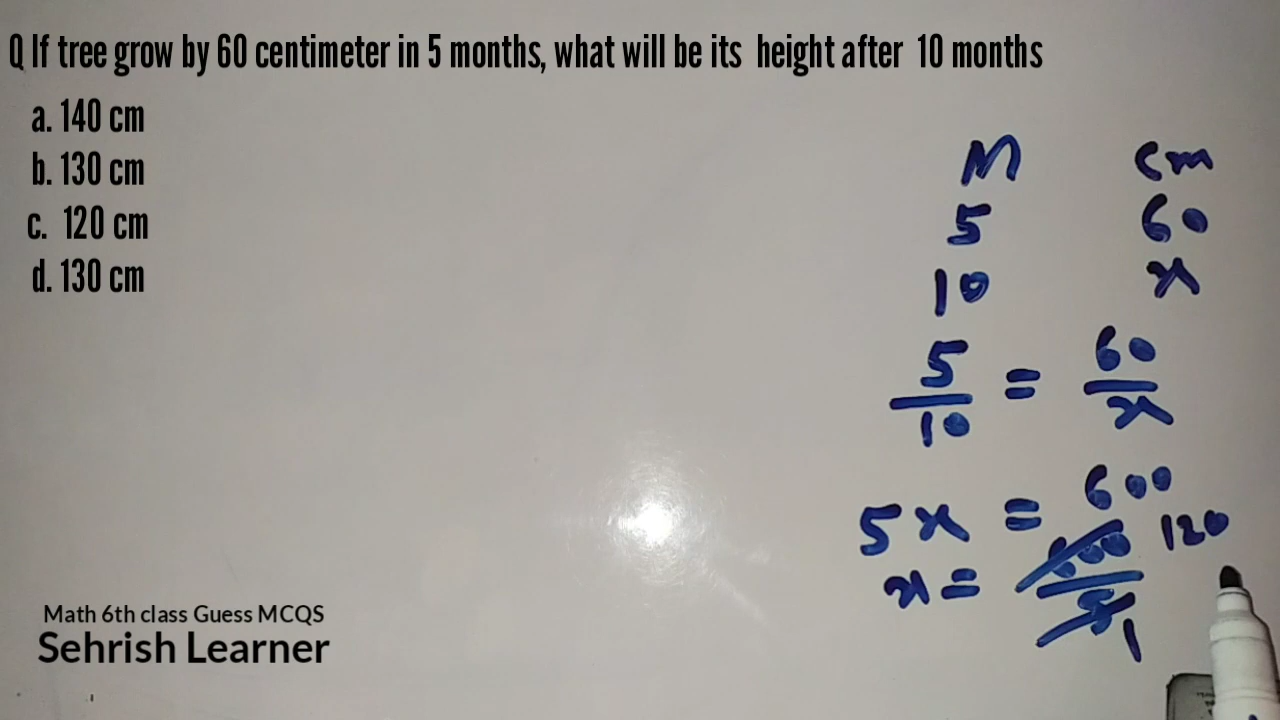 Q If tree grow by 60 centimeter in 5 months, what will be its height after 10 months
a. 140 cm
b. 130 cm
c. 120 cm
d. 130 cm
M cm
5 60
10 x
5/10 = 60/x
5x = 600
x = 600/5 120
1
Math 6th class Guess MCQS
Sehrish Learner